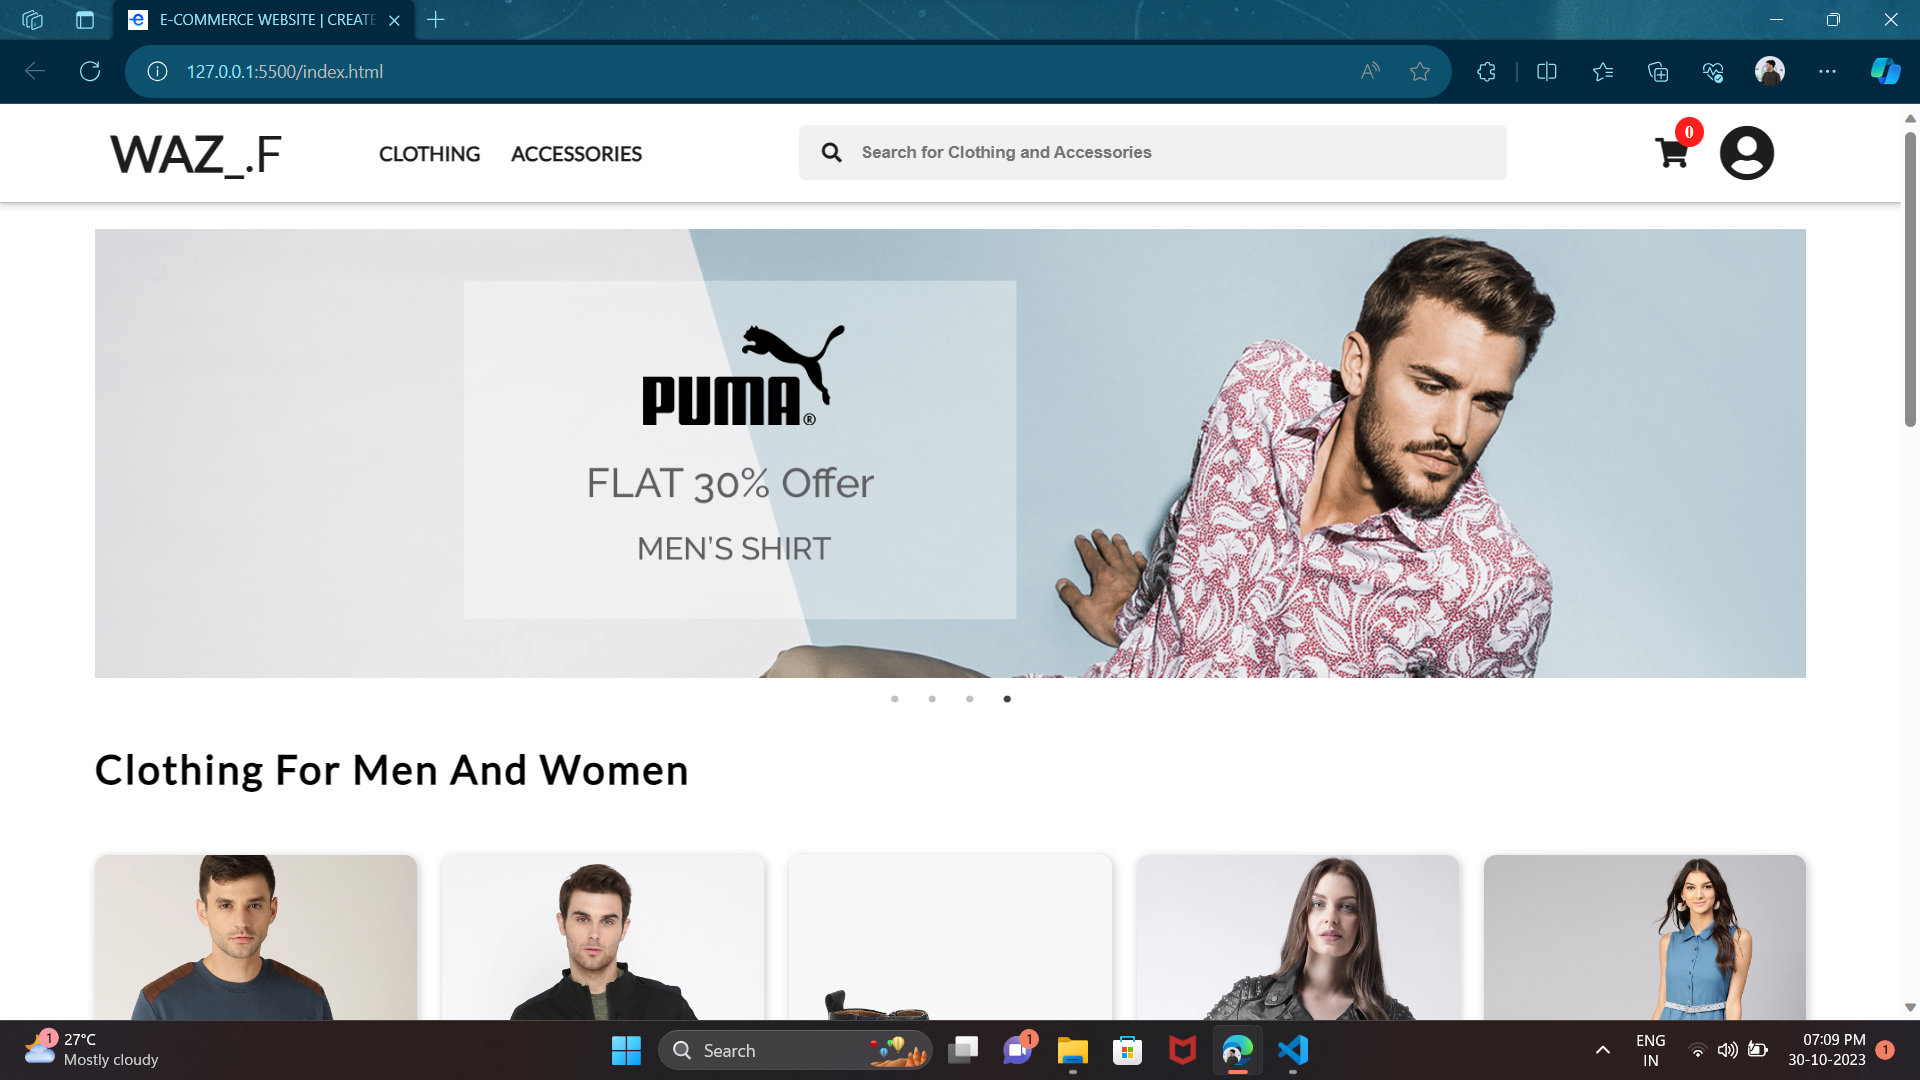 E-COMMERCE WEBSITE | CREATE
127.0.0.1:5500/index.html
WAZ_.F
CLOTHING
ACCESSORIES
Search for Clothing and Accessories
0
PUMA®
FLAT 30% Offer
MEN'S SHIRT
Clothing For Men And Women
1
27°C
Mostly cloudy
Search
1
ENG
IN
07:09 PM
30-10-2023
1